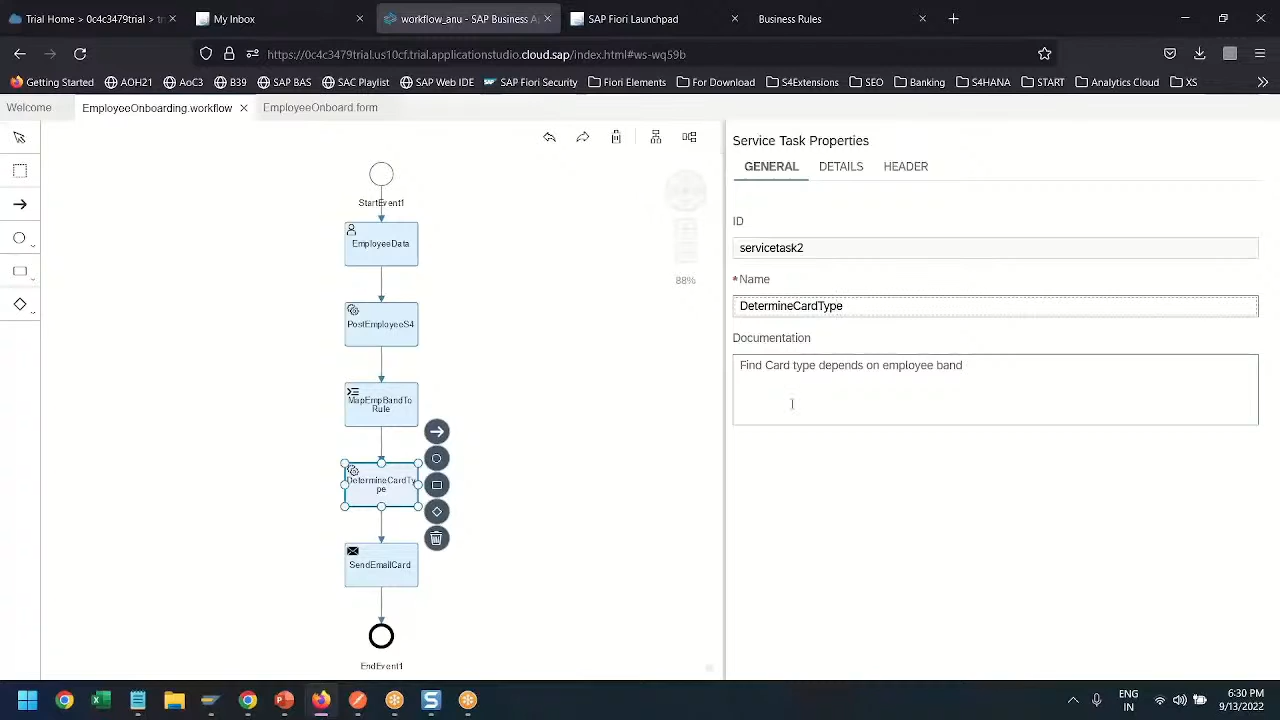 Trial Home > 0c4c3479trial > tri
My Inbox
workflow_anu - SAP Business A
SAP Fiori Launchpad
Business Rules
https://0c4c3479trial.us10cf.trial.applicationstudio.cloud.sap/index.html#ws-wq59b
Getting Started
AOH21
AoC3
B39
SAP BAS
SAC Playlist
SAP Web IDE
SAP Fiori Security
Fiori Elements
For Download
S4Extensions
SEO
Banking
S4HANA
START
Analytics Cloud
XS
Welcome
EmployeeOnboarding.workflow
EmployeeOnboard.form
StartEvent1
EmployeeData
PostEmployeeS4
MapEmpBandTo
Rule
DetermineCardTy
pe
SendEmailCard
EndEvent1
88%
Service Task Properties
GENERAL
DETAILS
HEADER
ID
servicetask2
*Name
DetermineCardType
Documentation
Find Card type depends on employee band
ENG
IN
6:30 PM
9/13/2022